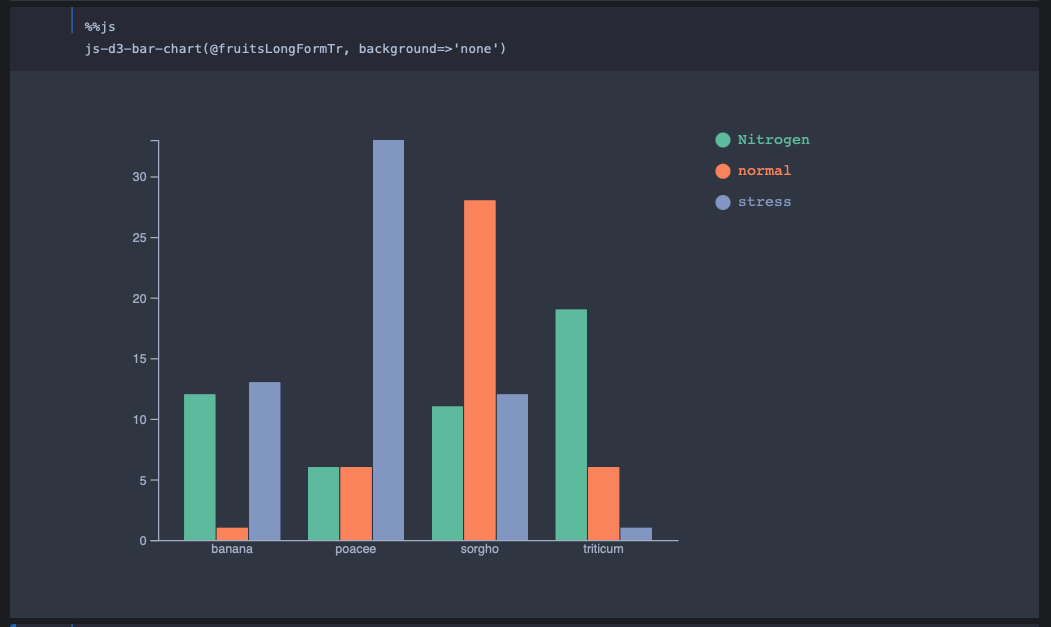 %%js
js-d3-bar-chart(@fruitsLongFormTr, background=>'none')
Nitrogen
normal
stress
30
25
20
15
10
5
0
banana poacee sorgho triticum